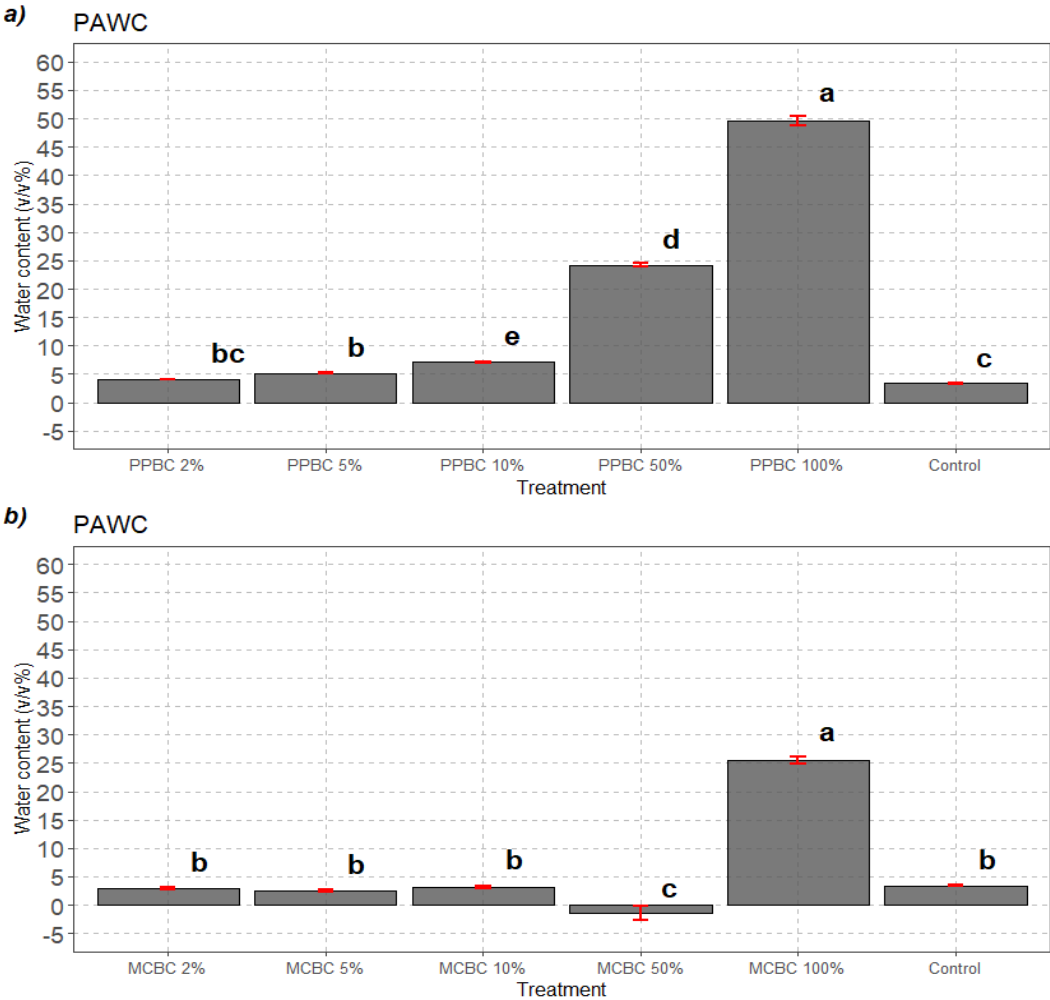 a)
PAWC
Water content (v/v%)
60
55
50
45
40
35
30
25
20
15
10
5
0
-5
bc
b
e
d
a
c
PPBC 2%
PPBC 5%
PPBC 10%
PPBC 50%
PPBC 100%
Control
Treatment
b)
PAWC
Water content (v/v%)
60
55
50
45
40
35
30
25
20
15
10
5
0
-5
b
b
b
c
a
b
MCBC 2%
MCBC 5%
MCBC 10%
MCBC 50%
MCBC 100%
Control
Treatment